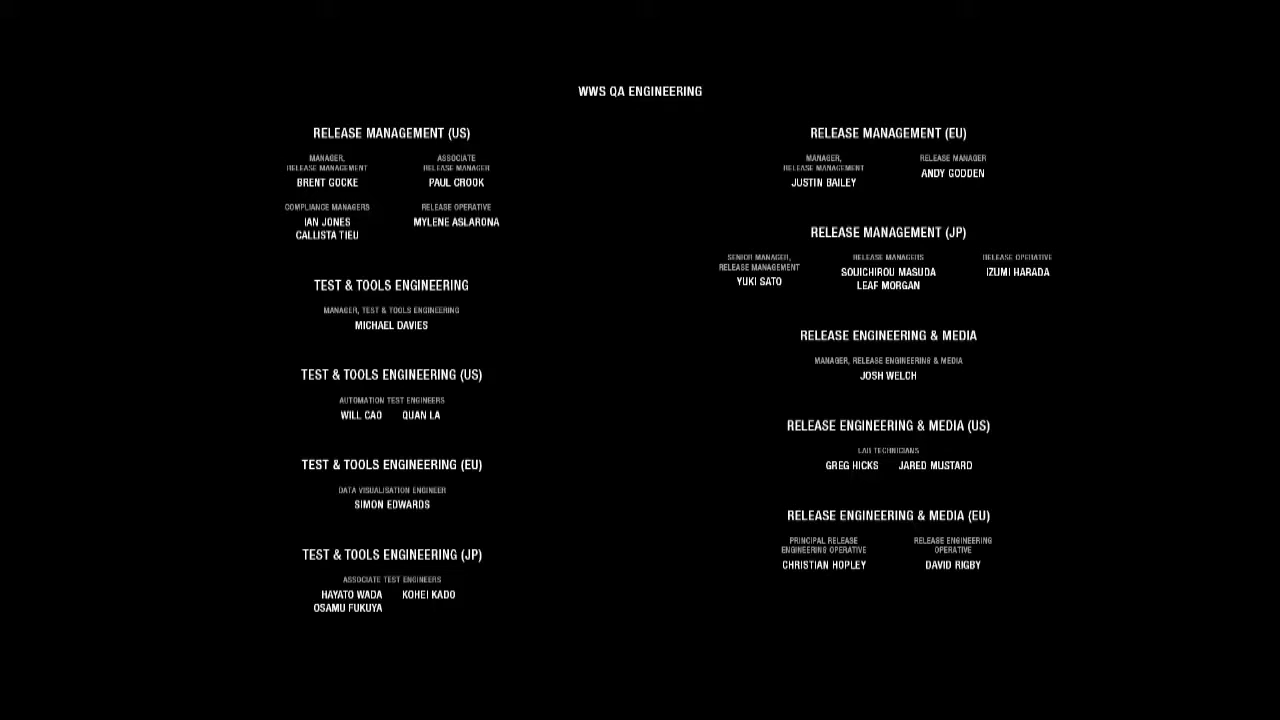 WWS QA ENGINEERING
RELEASE MANAGEMENT (US)
MANAGER,
RELEASE MANAGEMENT
BRENT GOCKE
ASSOCIATE
RELEASE MANAGER
PAUL CROOK
COMPLIANCE MANAGERS
IAN JONES
CALLISTA TIEU
RELEASE OPERATIVE
MYLENE ASLARONA
TEST & TOOLS ENGINEERING
MANAGER, TEST & TOOLS ENGINEERING
MICHAEL DAVIES
TEST & TOOLS ENGINEERING (US)
AUTOMATION TEST ENGINEERS
WILL CAO QUAN LA
TEST & TOOLS ENGINEERING (EU)
DATA VISUALISATION ENGINEER
SIMON EDWARDS
TEST & TOOLS ENGINEERING (JP)
ASSOCIATE TEST ENGINEERS
HAYATO WADA KOHEI KADO
OSAMU FUKUYA
RELEASE MANAGEMENT (EU)
MANAGER,
RELEASE MANAGEMENT
JUSTIN BAILEY
RELEASE MANAGER
ANDY GODDEN
RELEASE MANAGEMENT (JP)
SENIOR MANAGER,
RELEASE MANAGEMENT
YUKI SATO
RELEASE MANAGERS
SOUICHIROU MASUDA
LEAF MORGAN
RELEASE OPERATIVE
IZUMI HARADA
RELEASE ENGINEERING & MEDIA
MANAGER, RELEASE ENGINEERING & MEDIA
JOSH WELCH
RELEASE ENGINEERING & MEDIA (US)
LAB TECHNICIANS
GREG HICKS JARED MUSTARD
RELEASE ENGINEERING & MEDIA (EU)
PRINCIPAL RELEASE
ENGINEERING OPERATIVE
CHRISTIAN HOPLEY
RELEASE ENGINEERING
OPERATIVE
DAVID RIGBY